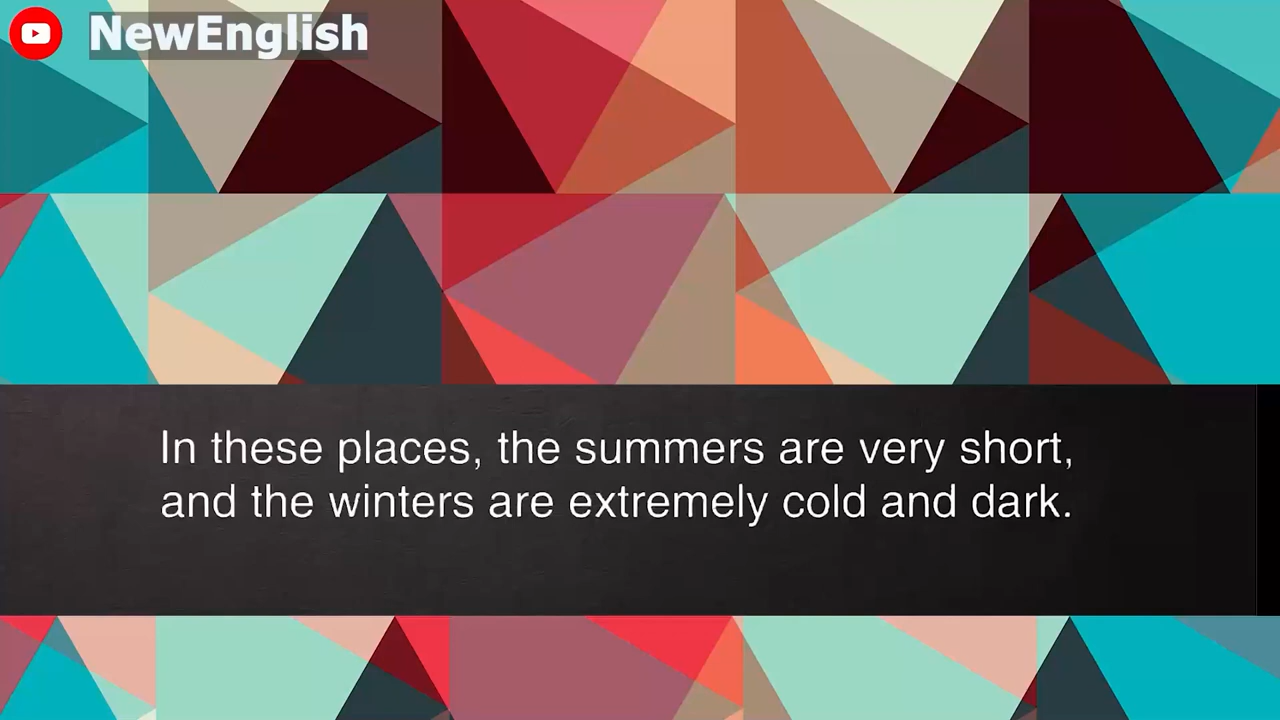 NewEnglish
In these places, the summers are very short,
and the winters are extremely cold and dark.